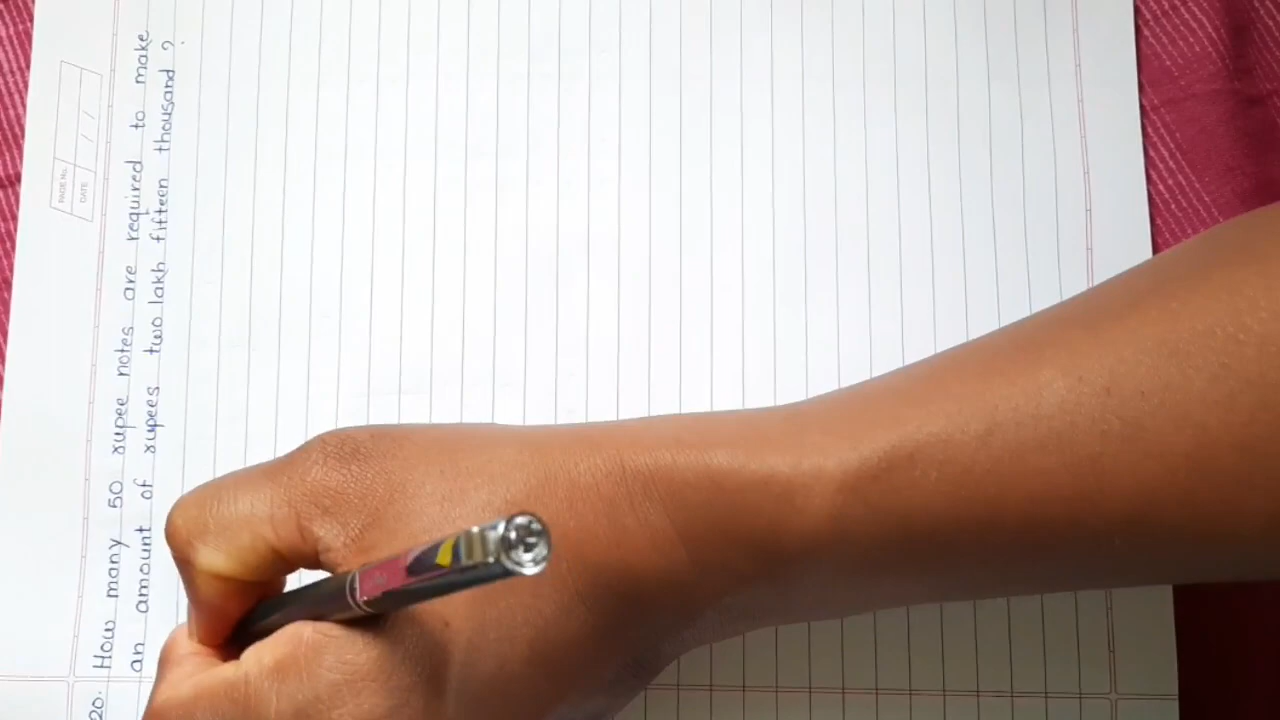 PAGE No.
DATE / /
20. How many 50 rupee notes are required to make
an amount of rupees two lakh fifteen thousand ?